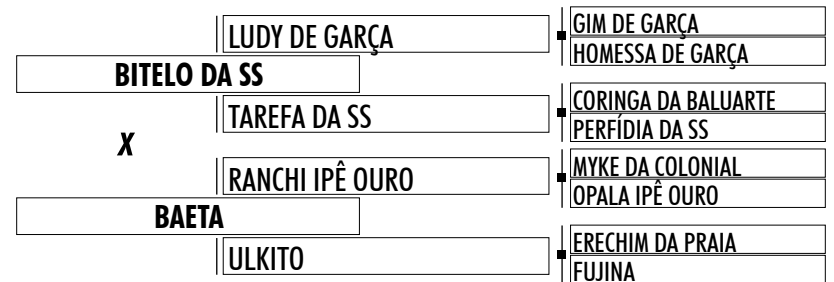 LUDY DE GARÇA
GIM DE GARÇA
HOMESSA DE GARÇA
BITELO DA SS
TAREFA DA SS
CORINGA DA BALUARTE
PERFÍDIA DA SS
X
RANCHI IPÊ OURO
MYKE DA COLONIAL
OPALA IPÊ OURO
BAETA
ULKITO
ERECHIM DA PRAIA
FUJINA